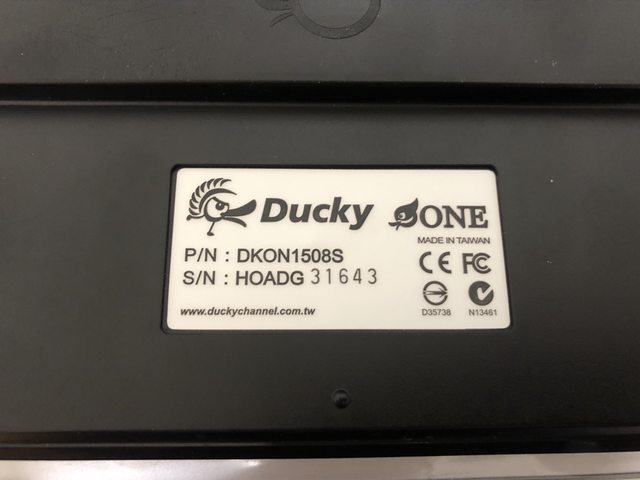 Ducky
ONE
MADE IN TAIWAN
P/N : DKON1508S
S/N : HOADG 31643
CE FC
www.duckychannel.com.tw
D35738
N13461